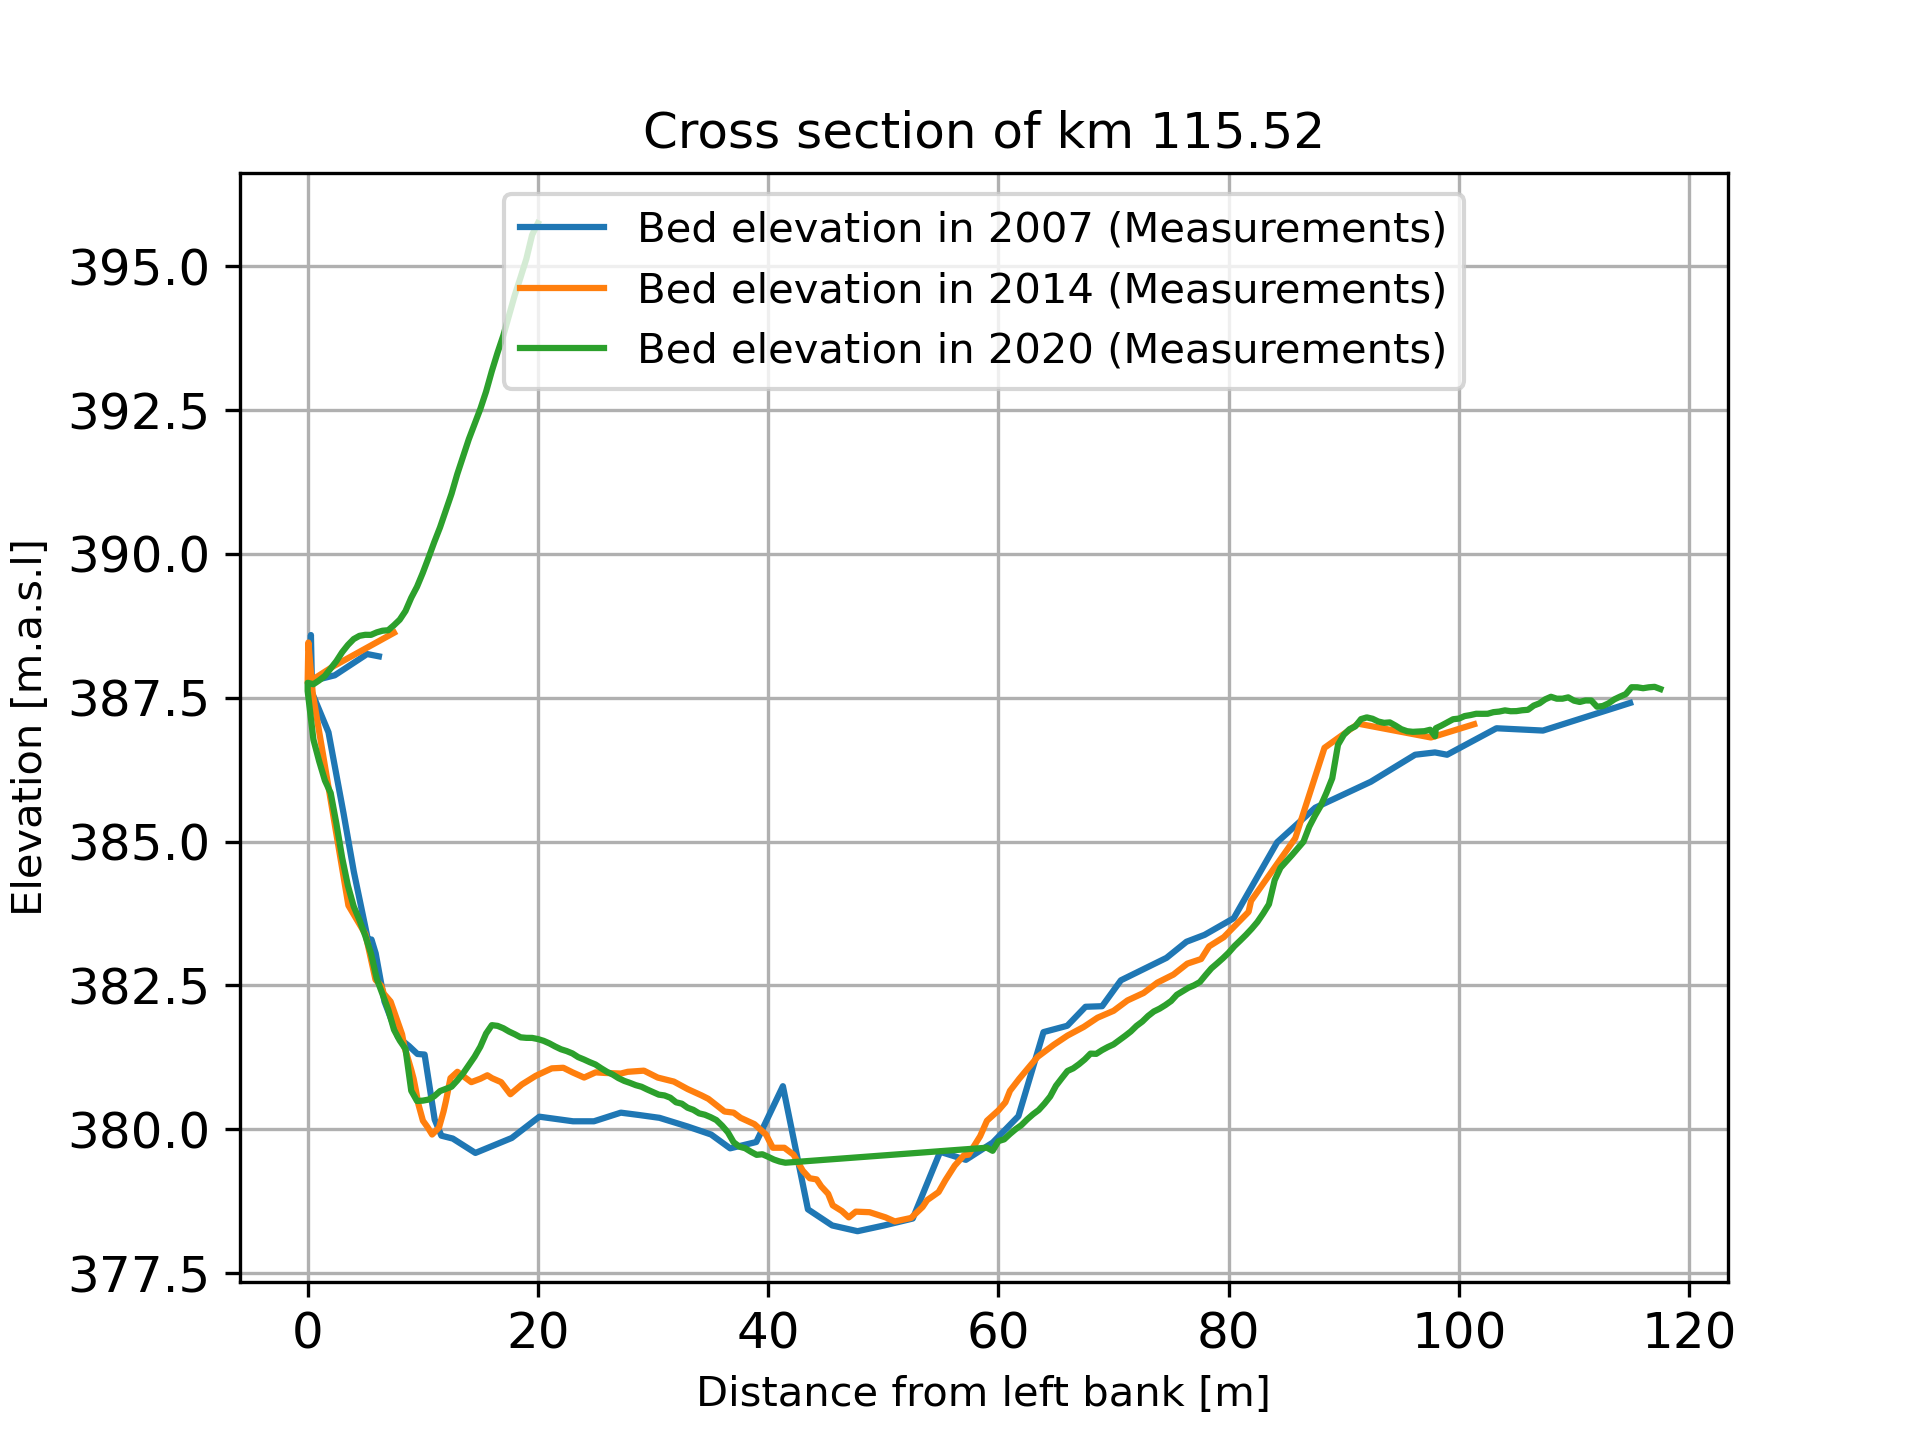 Cross section of km 115.52
Bed elevation in 2007 (Measurements)
Bed elevation in 2014 (Measurements)
Bed elevation in 2020 (Measurements)
Elevation [m.a.s.l]
395.0
392.5
390.0
387.5
385.0
382.5
380.0
377.5
0 20 40 60 80 100 120
Distance from left bank [m]